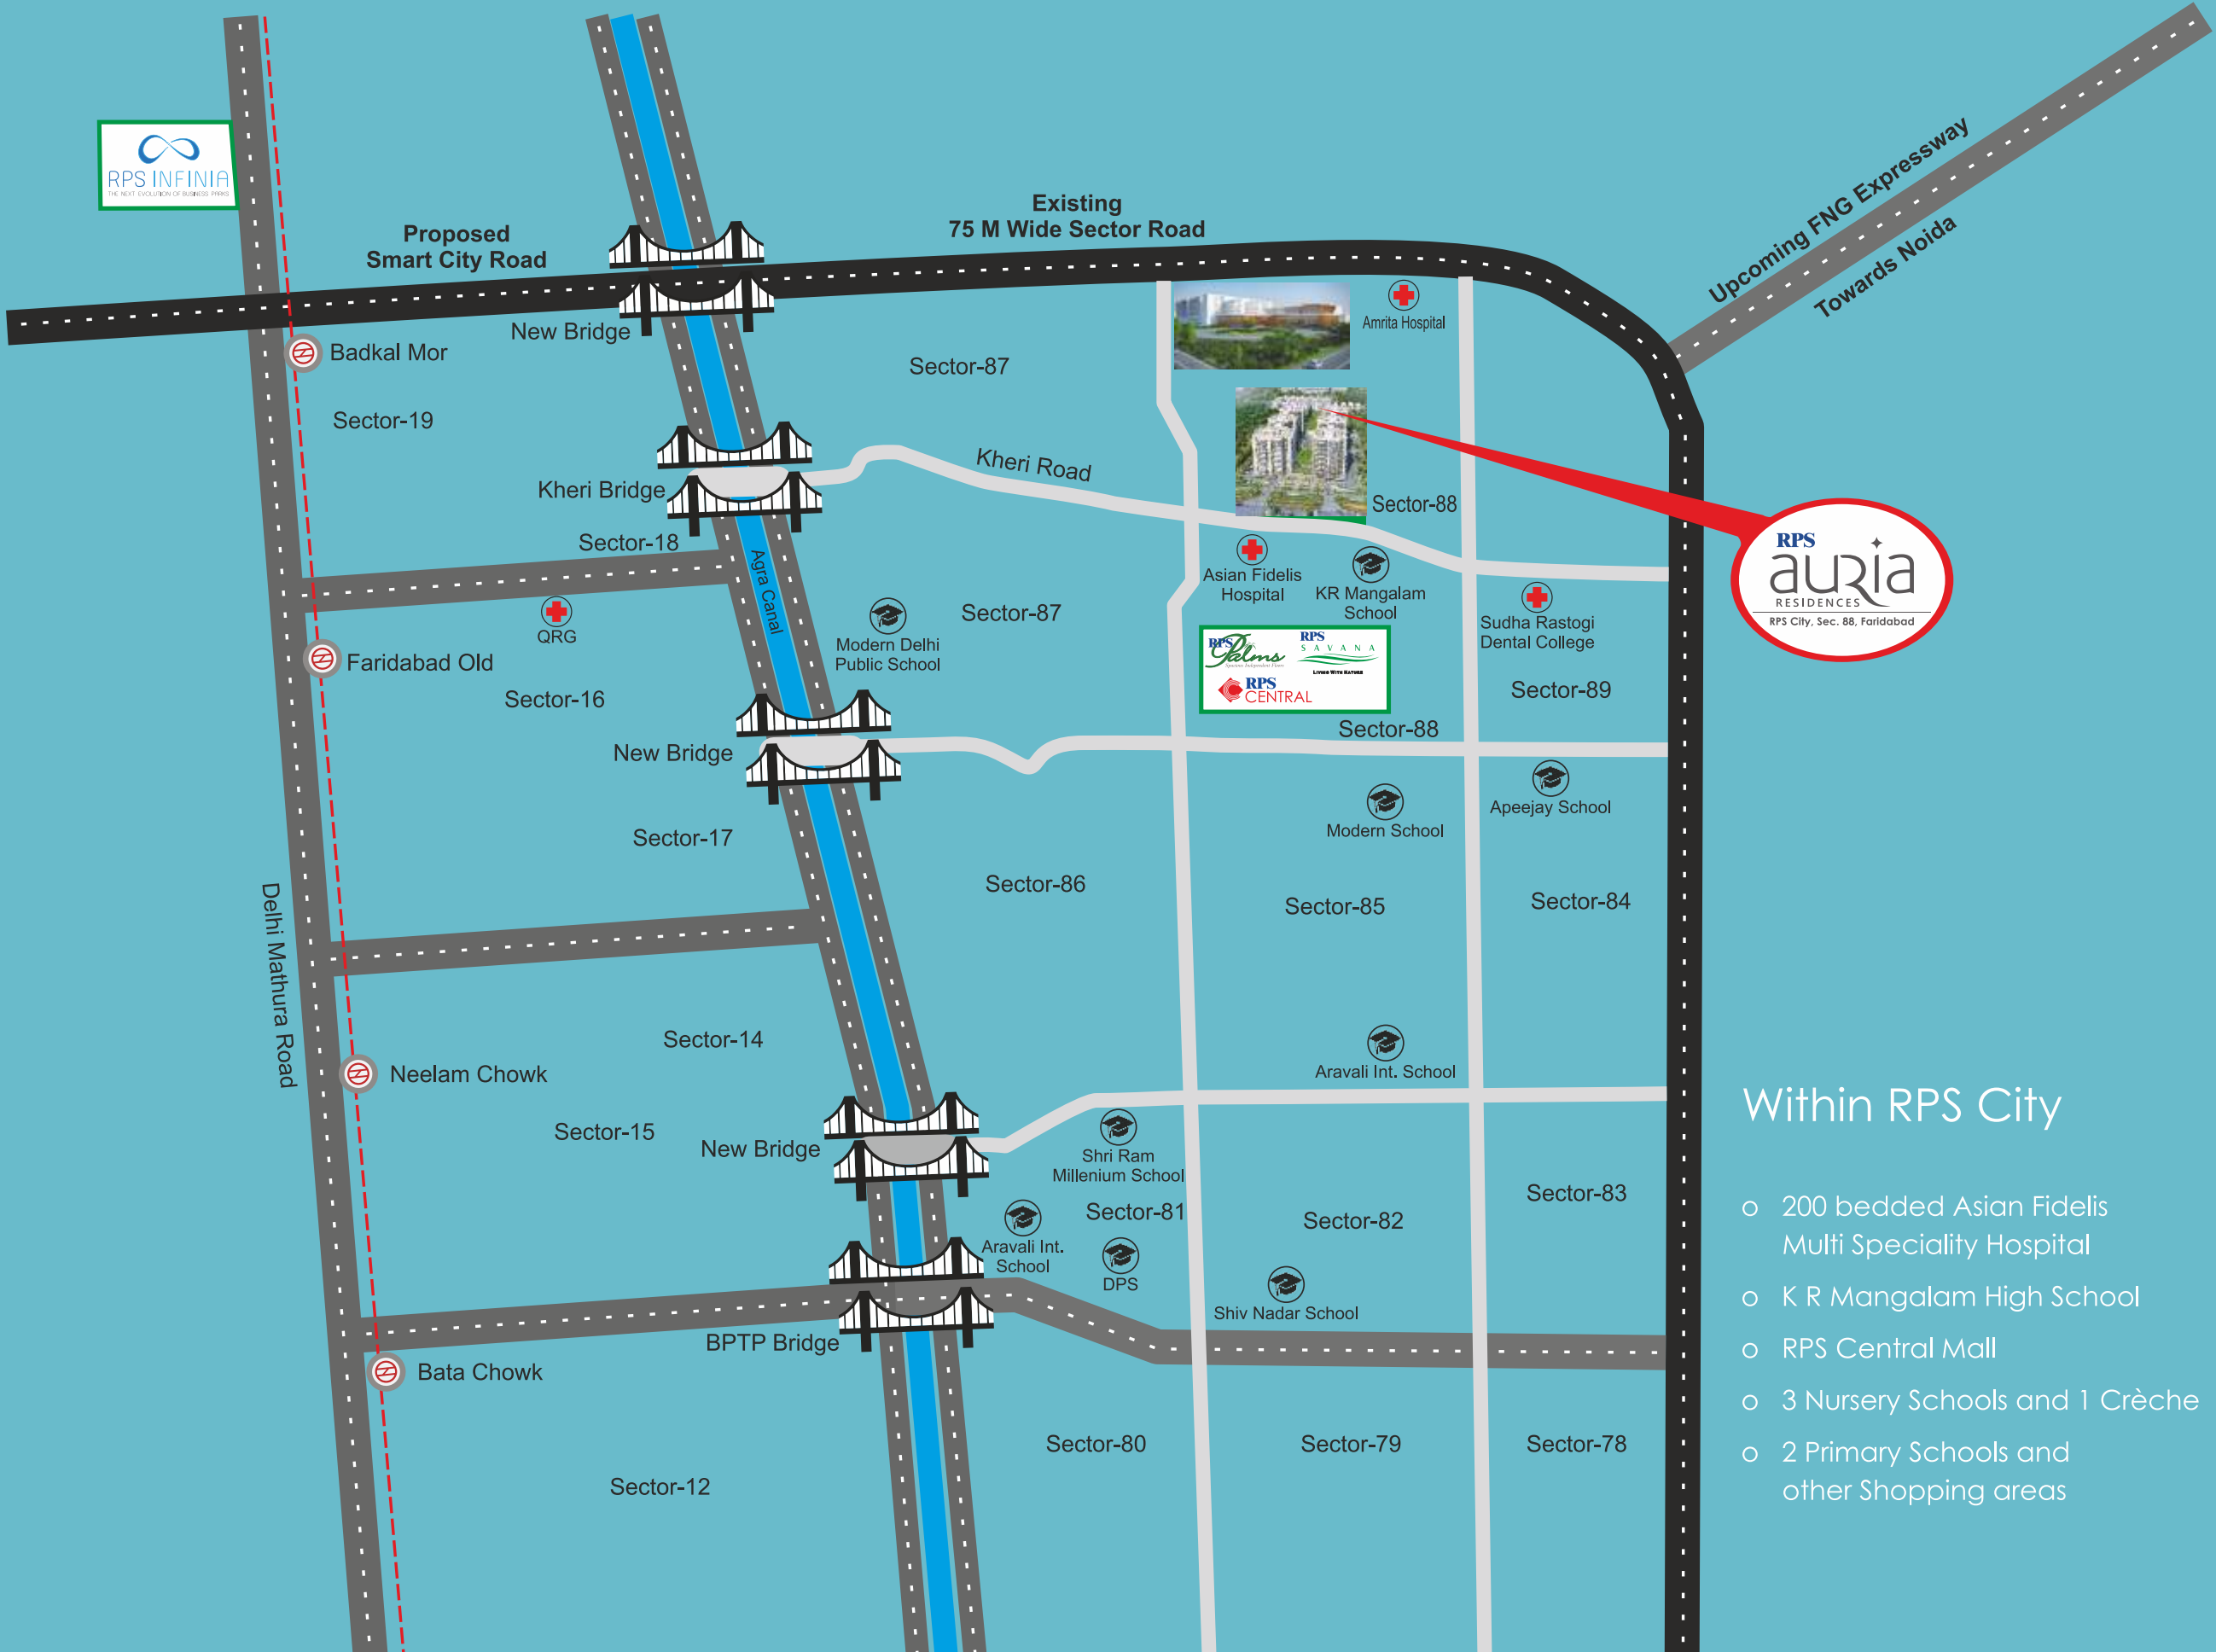 RPS INFINIA
THE NEXT EVOLUTION OF BUSINESS PARKS
Proposed
Smart City Road
Existing
75 M Wide Sector Road
Upcoming FNG Expressway
Towards Noida
New Bridge
Badkal Mor
Amrita Hospital
Sector-87
Sector-19
Kheri Road
Kheri Bridge
Sector-88
Sector-18
Agra Canal
RPS
auria
RESIDENCES
RPS City, Sec. 88, Faridabad
Asian Fidelis
Hospital
KR Mangalam
School
QRG
Sector-87
Sudha Rastogi
Dental College
Modern Delhi
Public School
Faridabad Old
RPS
Palms
RPS
SAVANA
LIVING WITH NATURE
RPS
CENTRAL
Sector-16
Sector-89
Sector-88
New Bridge
Apeejay School
Modern School
Sector-17
Sector-86
Sector-85
Sector-84
Delhi Mathura Road
Sector-14
Neelam Chowk
Aravali Int. School
Sector-15
New Bridge
Shri Ram
Millenium School
Sector-81
Sector-82
Sector-83
Aravali Int.
School
DPS
Shiv Nadar School
BPTP Bridge
Bata Chowk
Sector-80
Sector-79
Sector-78
Sector-12
Within RPS City
o 200 bedded Asian Fidelis
Multi Speciality Hospital
o K R Mangalam High School
o RPS Central Mall
o 3 Nursery Schools and 1 Crèche
o 2 Primary Schools and
other Shopping areas